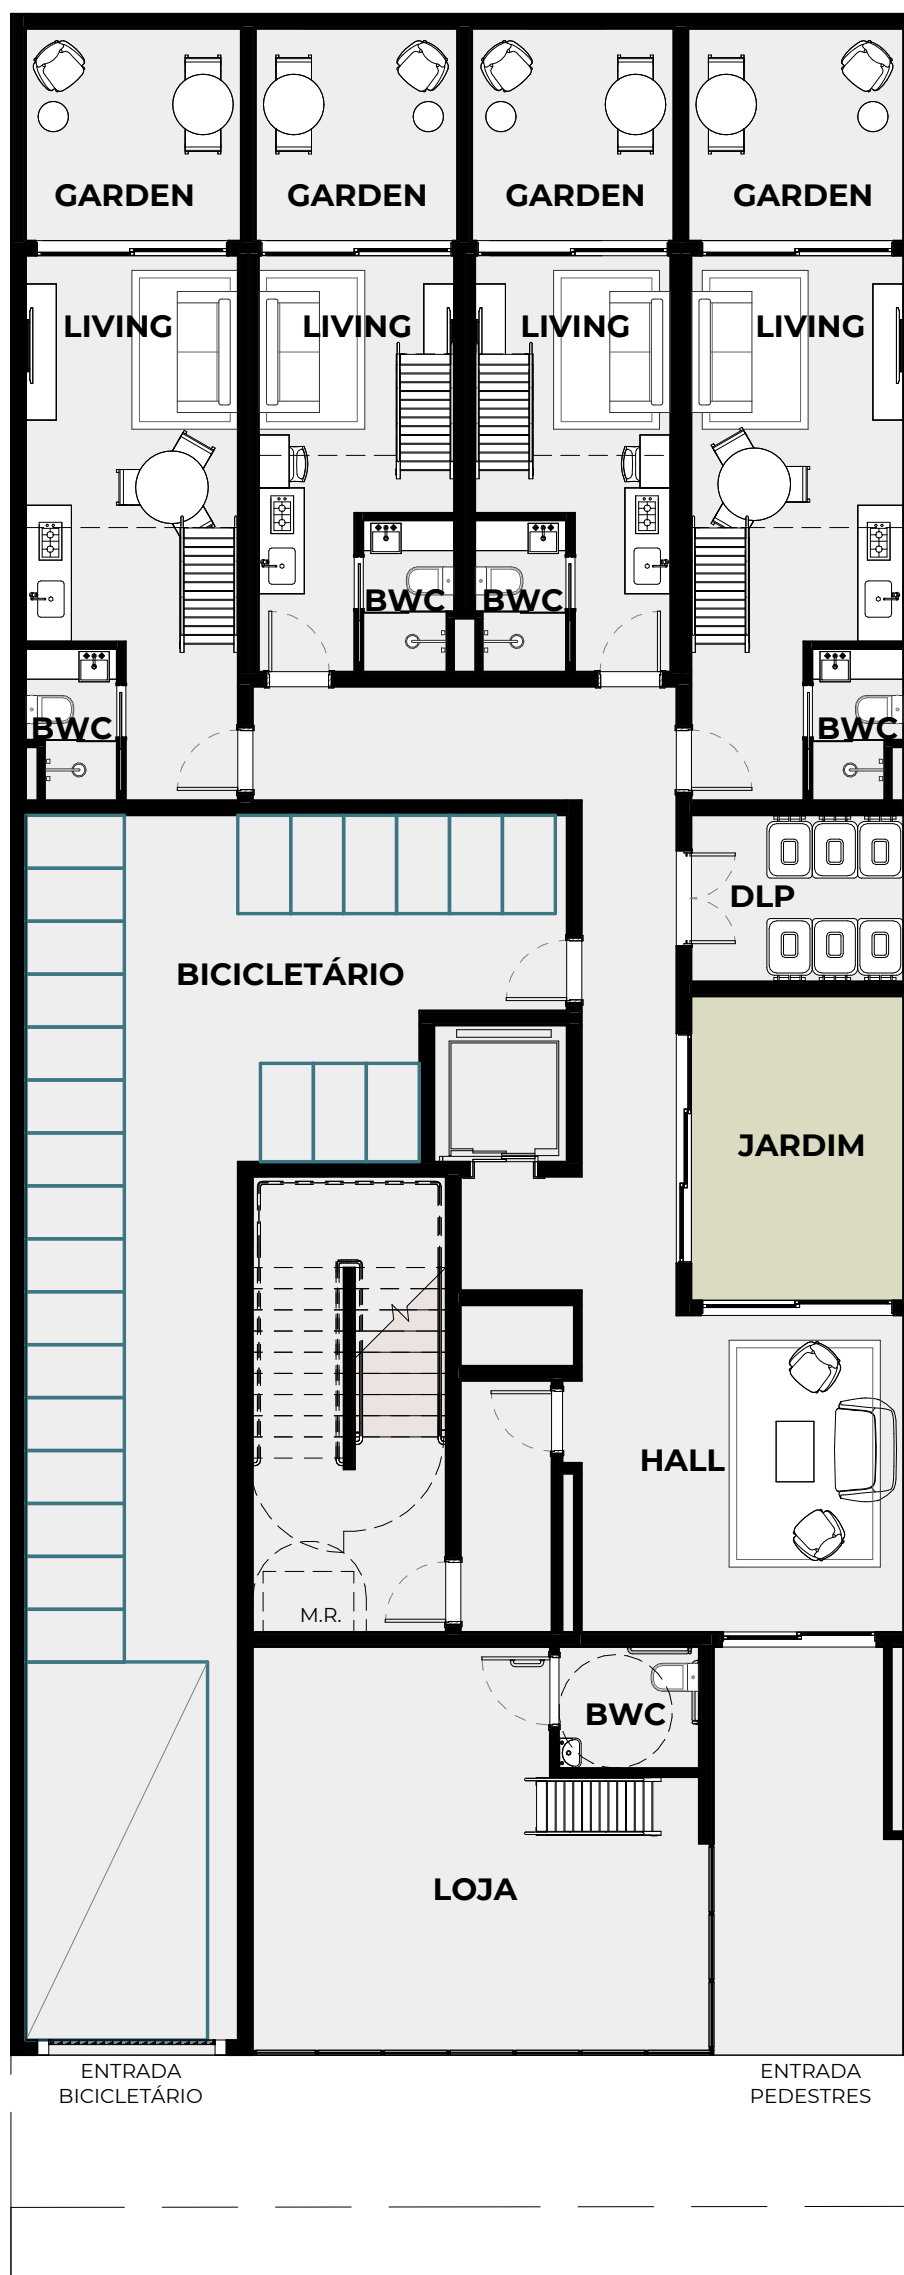 GARDEN GARDEN GARDEN GARDEN
LIVING LIVING LIVING LIVING
BWC BWC
BWC BWC
DLP
BICICLETÁRIO
JARDIM
HALL
M.R.
BWC
LOJA
ENTRADA
BICICLETÁRIO
ENTRADA
PEDESTRES